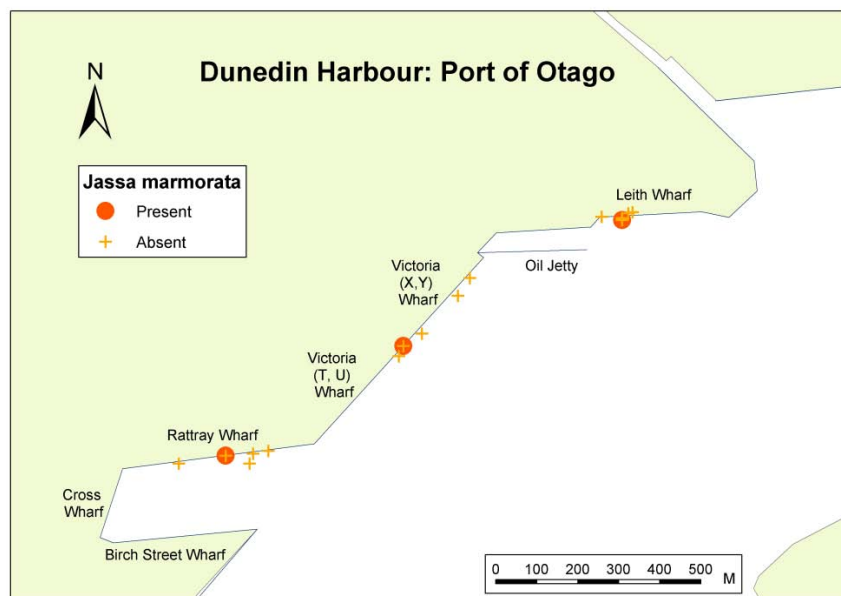 Dunedin Harbour: Port of Otago
N
Jassa marmorata
Present
Absent
Leith Wharf
Oil Jetty
Victoria
(X,Y)
Wharf
Victoria
(T, U)
Wharf
Rattray Wharf
Cross
Wharf
Birch Street Wharf
0 100 200 300 400 500
M